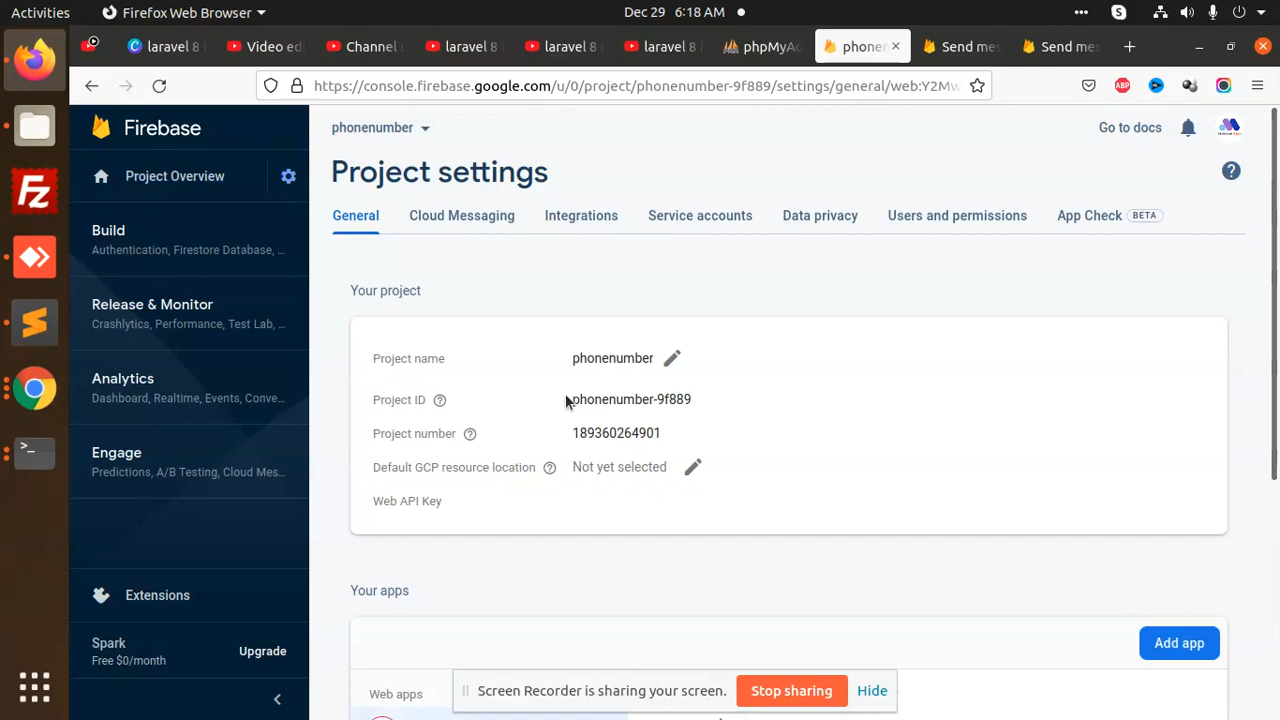 Activities Firefox Web Browser Dec 29 6:18 AM
laravel 8 Video edi Channel c laravel 8 laravel 8 laravel 8 phpMyAd phonen Send mes Send mes
https://console.firebase.google.com/u/0/project/phonenumber-9f889/settings/general/web:Y2Mw
Firebase
Project Overview
Build
Authentication, Firestore Database, ...
Release & Monitor
Crashlytics, Performance, Test Lab, ...
Analytics
Dashboard, Realtime, Events, Conve...
Engage
Predictions, A/B Testing, Cloud Mes...
Extensions
Spark
Free $0/month
Upgrade
phonenumber
Go to docs
Project settings
General Cloud Messaging Integrations Service accounts Data privacy Users and permissions App Check BETA
Your project
Project name phonenumber
Project ID phonenumber-9f889
Project number 189360264901
Default GCP resource location Not yet selected
Web API Key
Your apps
Add app
Web apps
Screen Recorder is sharing your screen. Stop sharing Hide